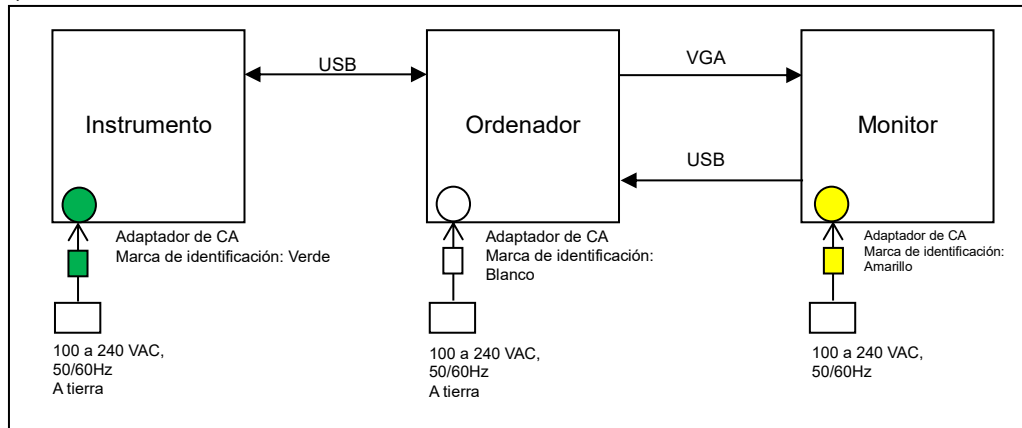 USB
VGA
Instrumento
Ordenador
Monitor
USB
Adaptador de CA
Marca de identificación: Verde
Adaptador de CA
Marca de identificación:
Blanco
Adaptador de CA
Marca de identificación:
Amarillo
100 a 240 VAC,
50/60Hz
A tierra
100 a 240 VAC,
50/60Hz
A tierra
100 a 240 VAC,
50/60Hz